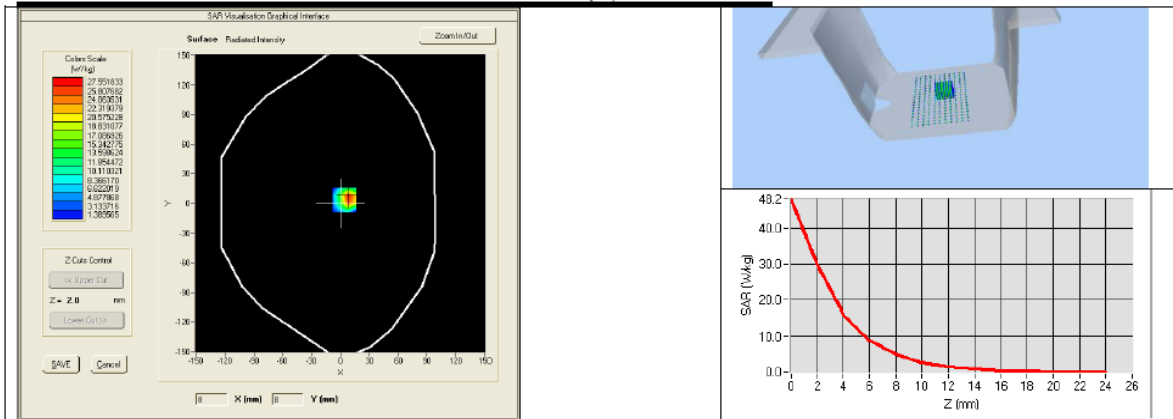 SAR Visualisation Graphical Interface
Surface Radiated Intensity
Zoom In/Out
Colors Scale
(W/kg)
27.551833
25.807682
24.063531
22.319379
20.575228
18.831077
17.086926
15.342775
13.598624
11.854472
10.110321
8.366170
6.622019
4.877868
3.133716
1.389565
150
120
90
60
30
0
-30
-60
-90
-120
-150
Y
-150 -120 -90 -60 -30 0 30 60 90 120 150
X
Z-Cuts Control
<< Upper Cut
Z = 2.0 mm
Lower Cut >>
SAVE Cancel
8 X (mm) 8 Y (mm)
48.2
40.0
30.0
20.0
10.0
0.0
SAR (W/kg)
0 2 4 6 8 10 12 14 16 18 20 22 24 26
Z (mm)